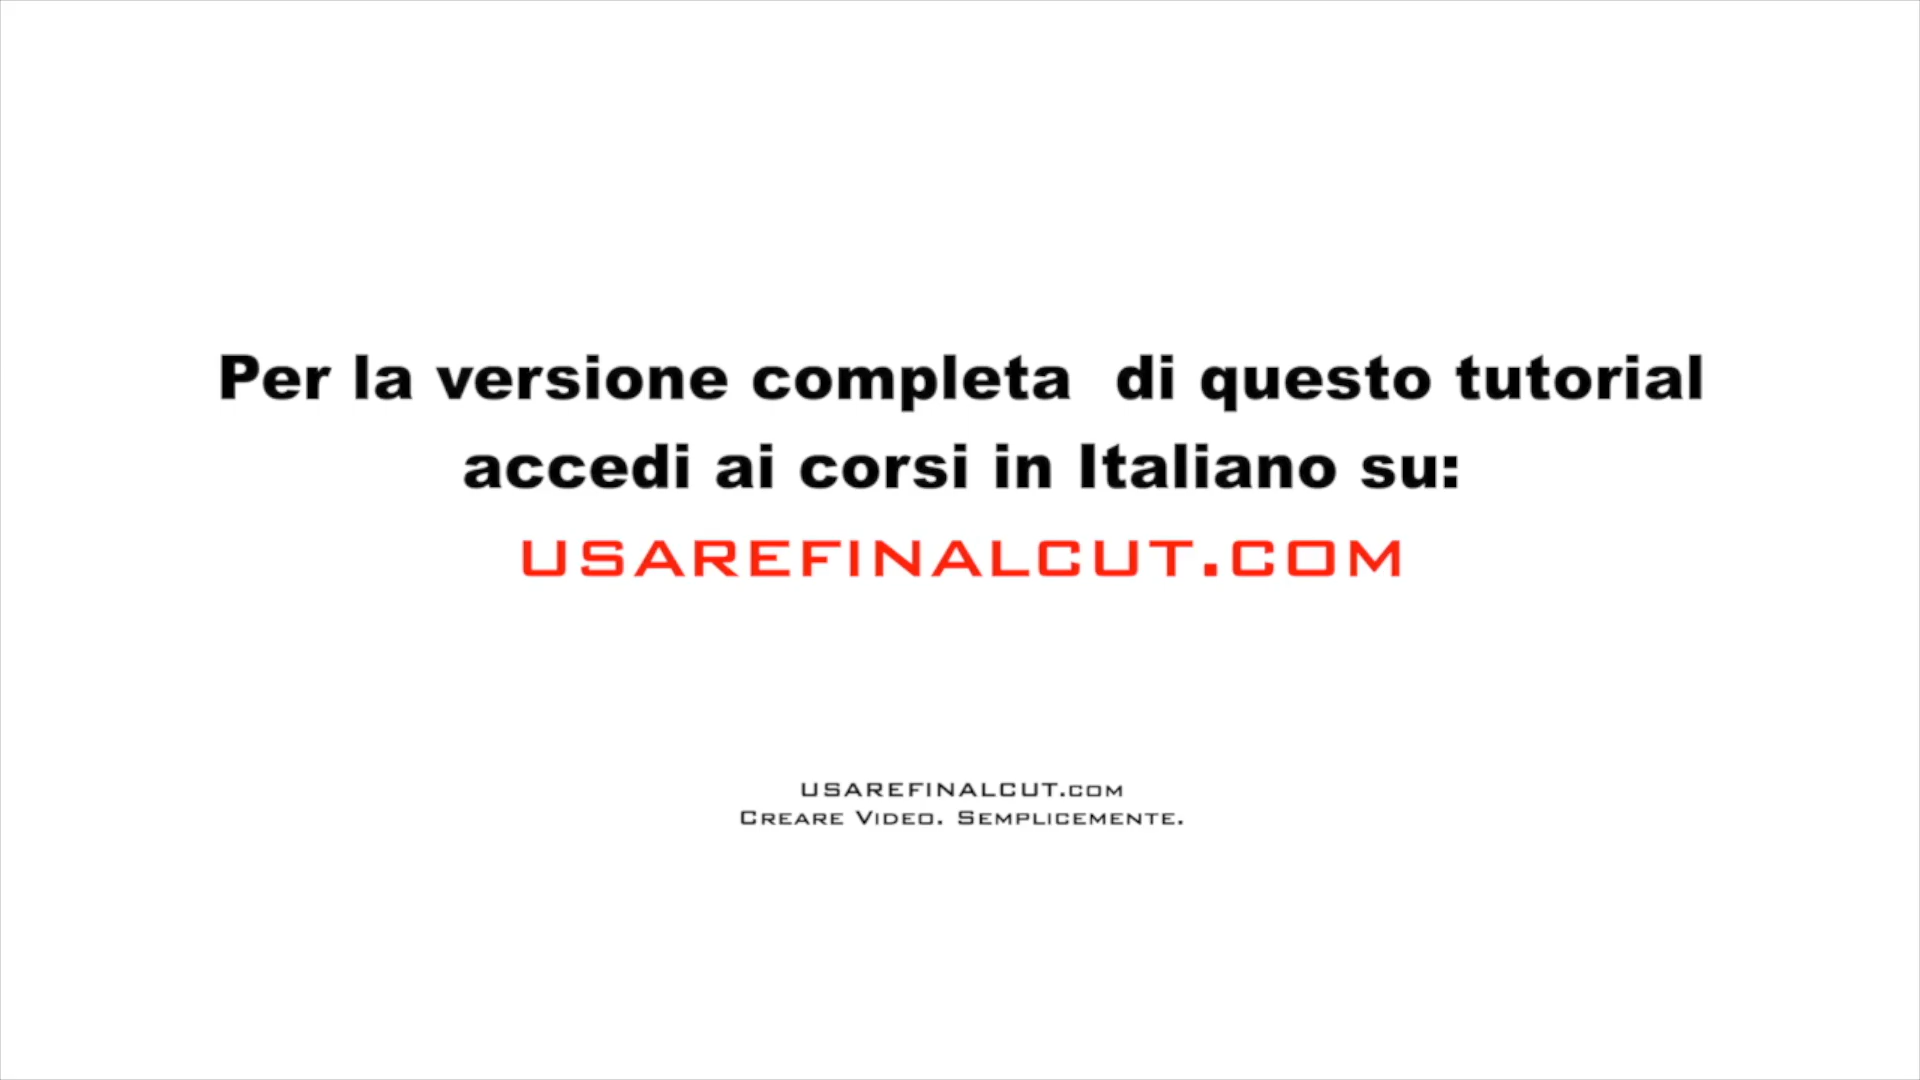 Per la versione completa  di questo tutorial
accedi ai corsi in Italiano su:
USAREFINALCUT.COM
USAREFINALCUT.COM
CREARE VIDEO. SEMPLICEMENTE.